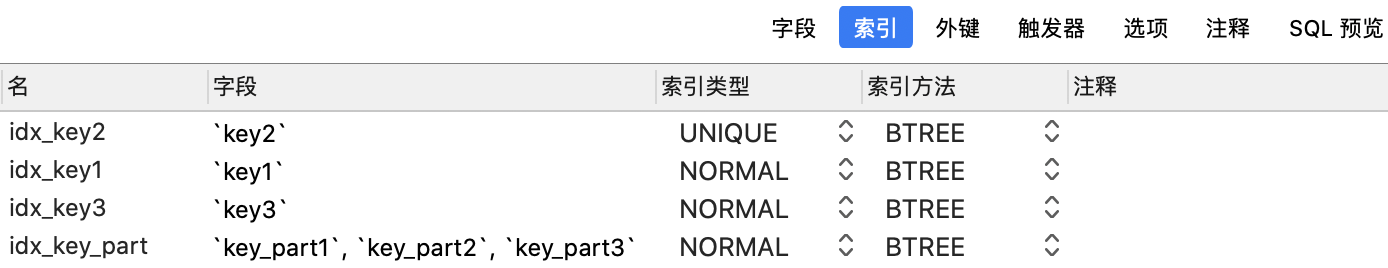 字段 索引 外键 触发器 选项 注释 SQL 预览
名 字段 索引类型 索引方法 注释
idx_key2 `key2` UNIQUE BTREE
idx_key1 `key1` NORMAL BTREE
idx_key3 `key3` NORMAL BTREE
idx_key_part `key_part1`, `key_part2`, `key_part3` NORMAL BTREE